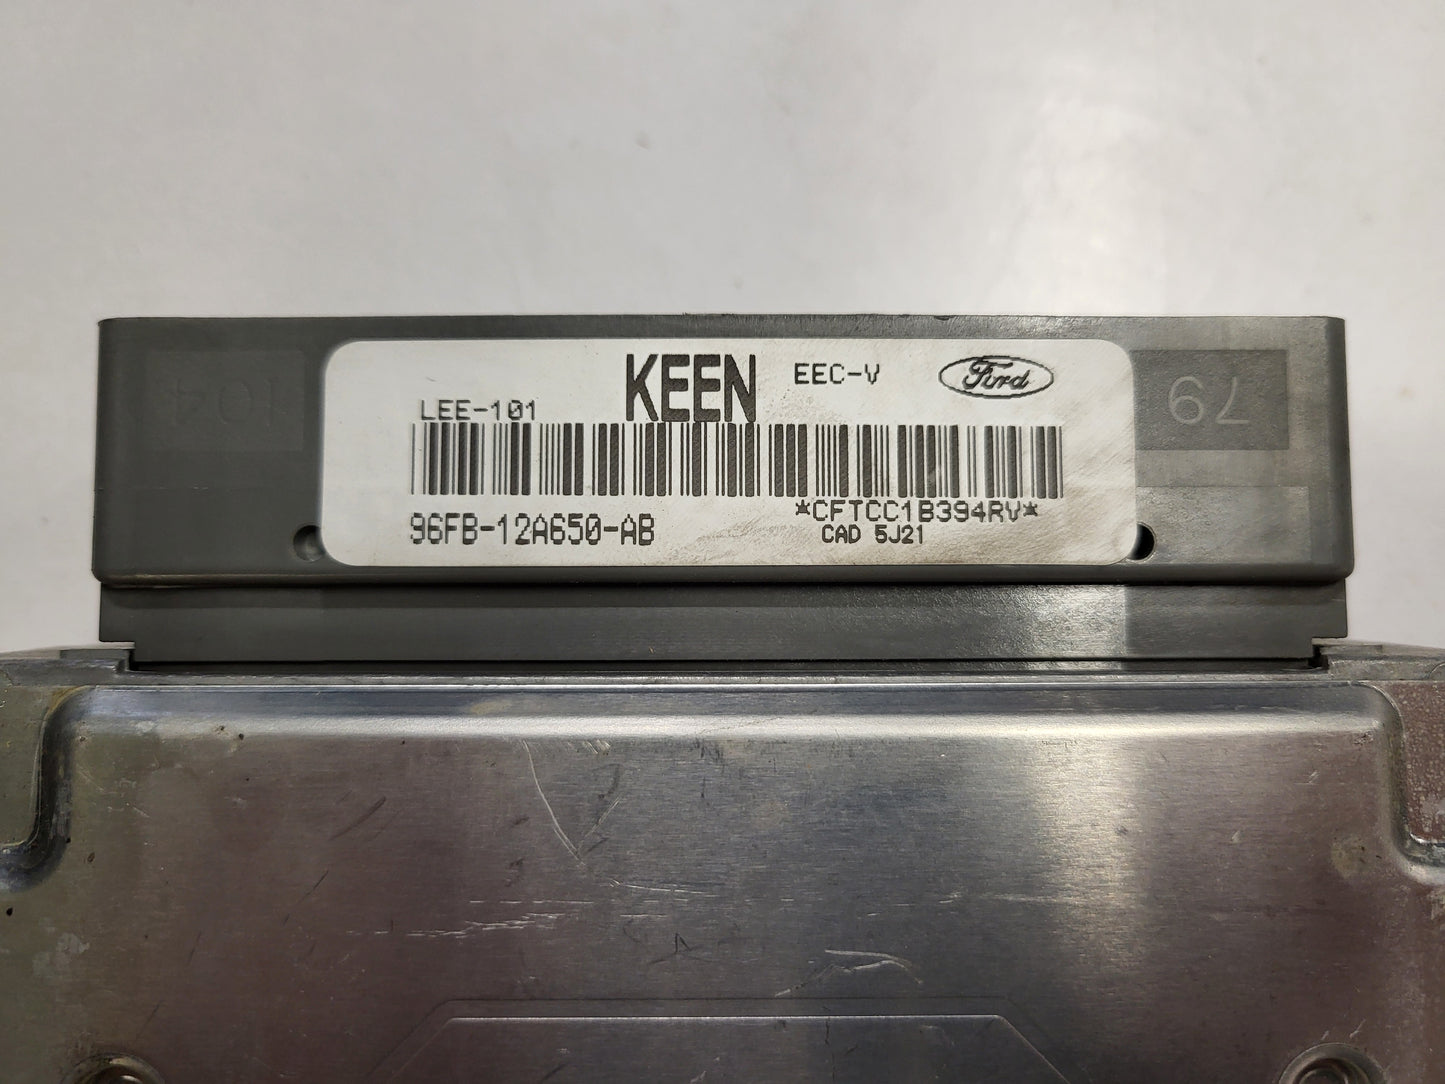 KEEN
EEC-V
Ford
LEE-101
96FB-12A650-AB
*CFTCC1B394RV*
CAD 5J21
104
79